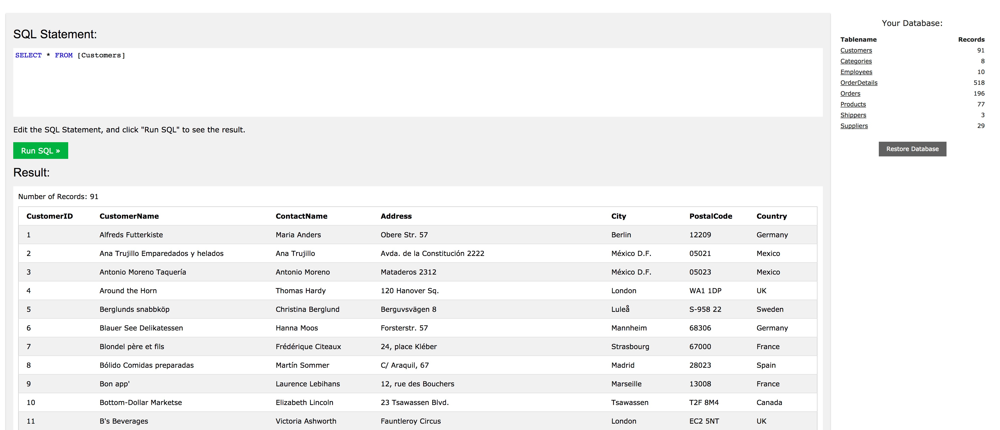 SQL Statement:
SELECT * FROM [Customers]
Edit the SQL Statement, and click "Run SQL" to see the result.
Run SQL »
Result:
Number of Records: 91
CustomerID CustomerName ContactName Address City PostalCode Country
1 Alfreds Futterkiste Maria Anders Obere Str. 57 Berlin 12209 Germany
2 Ana Trujillo Emparedados y helados Ana Trujillo Avda. de la Constitución 2222 México D.F. 05021 Mexico
3 Antonio Moreno Taquería Antonio Moreno Mataderos 2312 México D.F. 05023 Mexico
4 Around the Horn Thomas Hardy 120 Hanover Sq. London WA1 1DP UK
5 Berglunds snabbköp Christina Berglund Berguvsvägen 8 Luleå S-958 22 Sweden
6 Blauer See Delikatessen Hanna Moos Forsterstr. 57 Mannheim 68306 Germany
7 Blondel père et fils Frédérique Citeaux 24, place Kléber Strasbourg 67000 France
8 Bólido Comidas preparadas Martín Sommer C/ Araquil, 67 Madrid 28023 Spain
9 Bon app' Laurence Lebihans 12, rue des Bouchers Marseille 13008 France
10 Bottom-Dollar Marketse Elizabeth Lincoln 23 Tsawassen Blvd. Tsawassen T2F 8M4 Canada
11 B's Beverages Victoria Ashworth Fauntleroy Circus London EC2 5NT UK
Your Database:
Tablename Records
Customers 91
Categories 8
Employees 10
OrderDetails 518
Orders 196
Products 77
Shippers 3
Suppliers 29
Restore Database